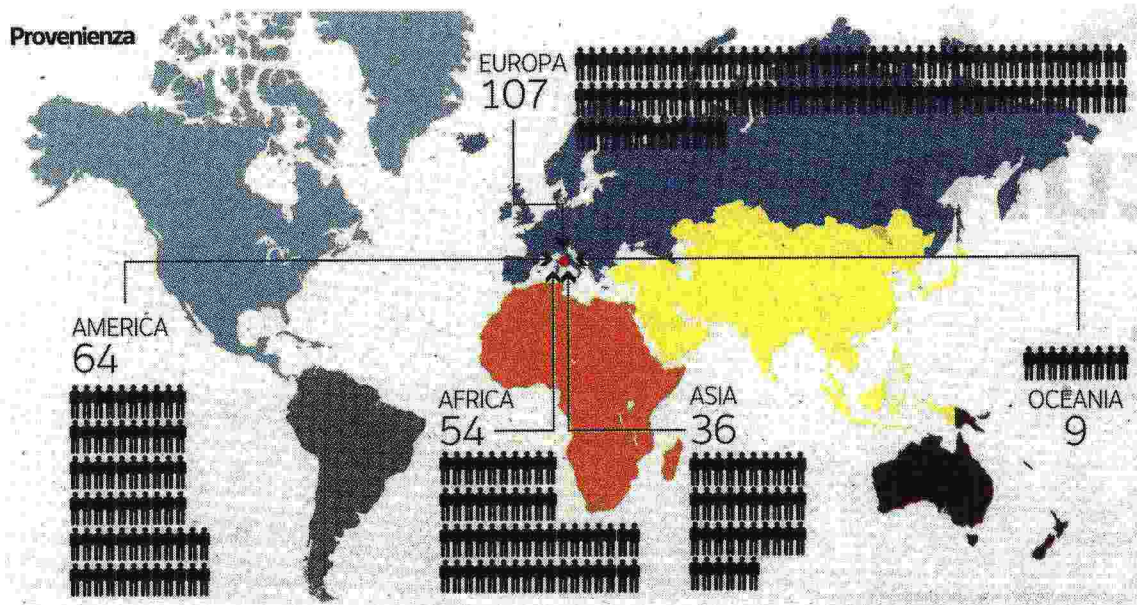 Provenienza
EUROPA
107
AMERICA
64
AFRICA
54
ASIA
36
OCEANIA
9